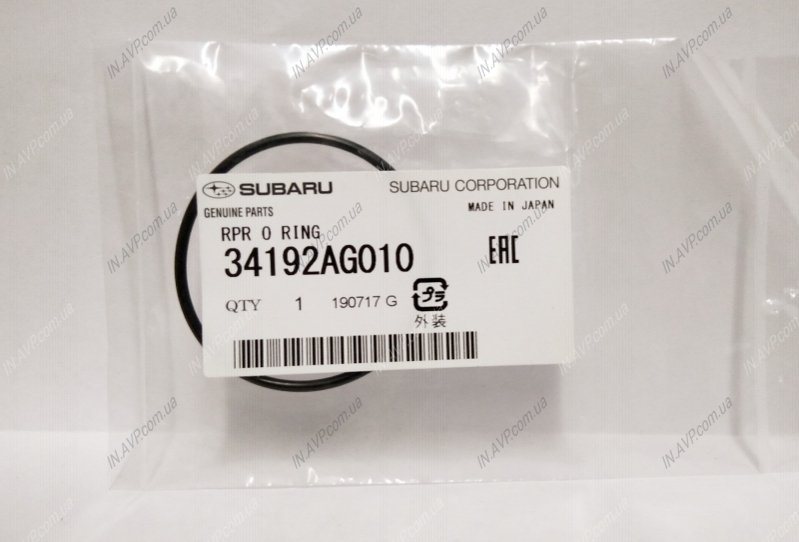 SUBARU
SUBARU CORPORATION
GENUINE PARTS
MADE IN JAPAN
RPR O RING
34192AG010
EAC
QTY 1 190717 G
プラ
外装
IN.AVP.com.ua